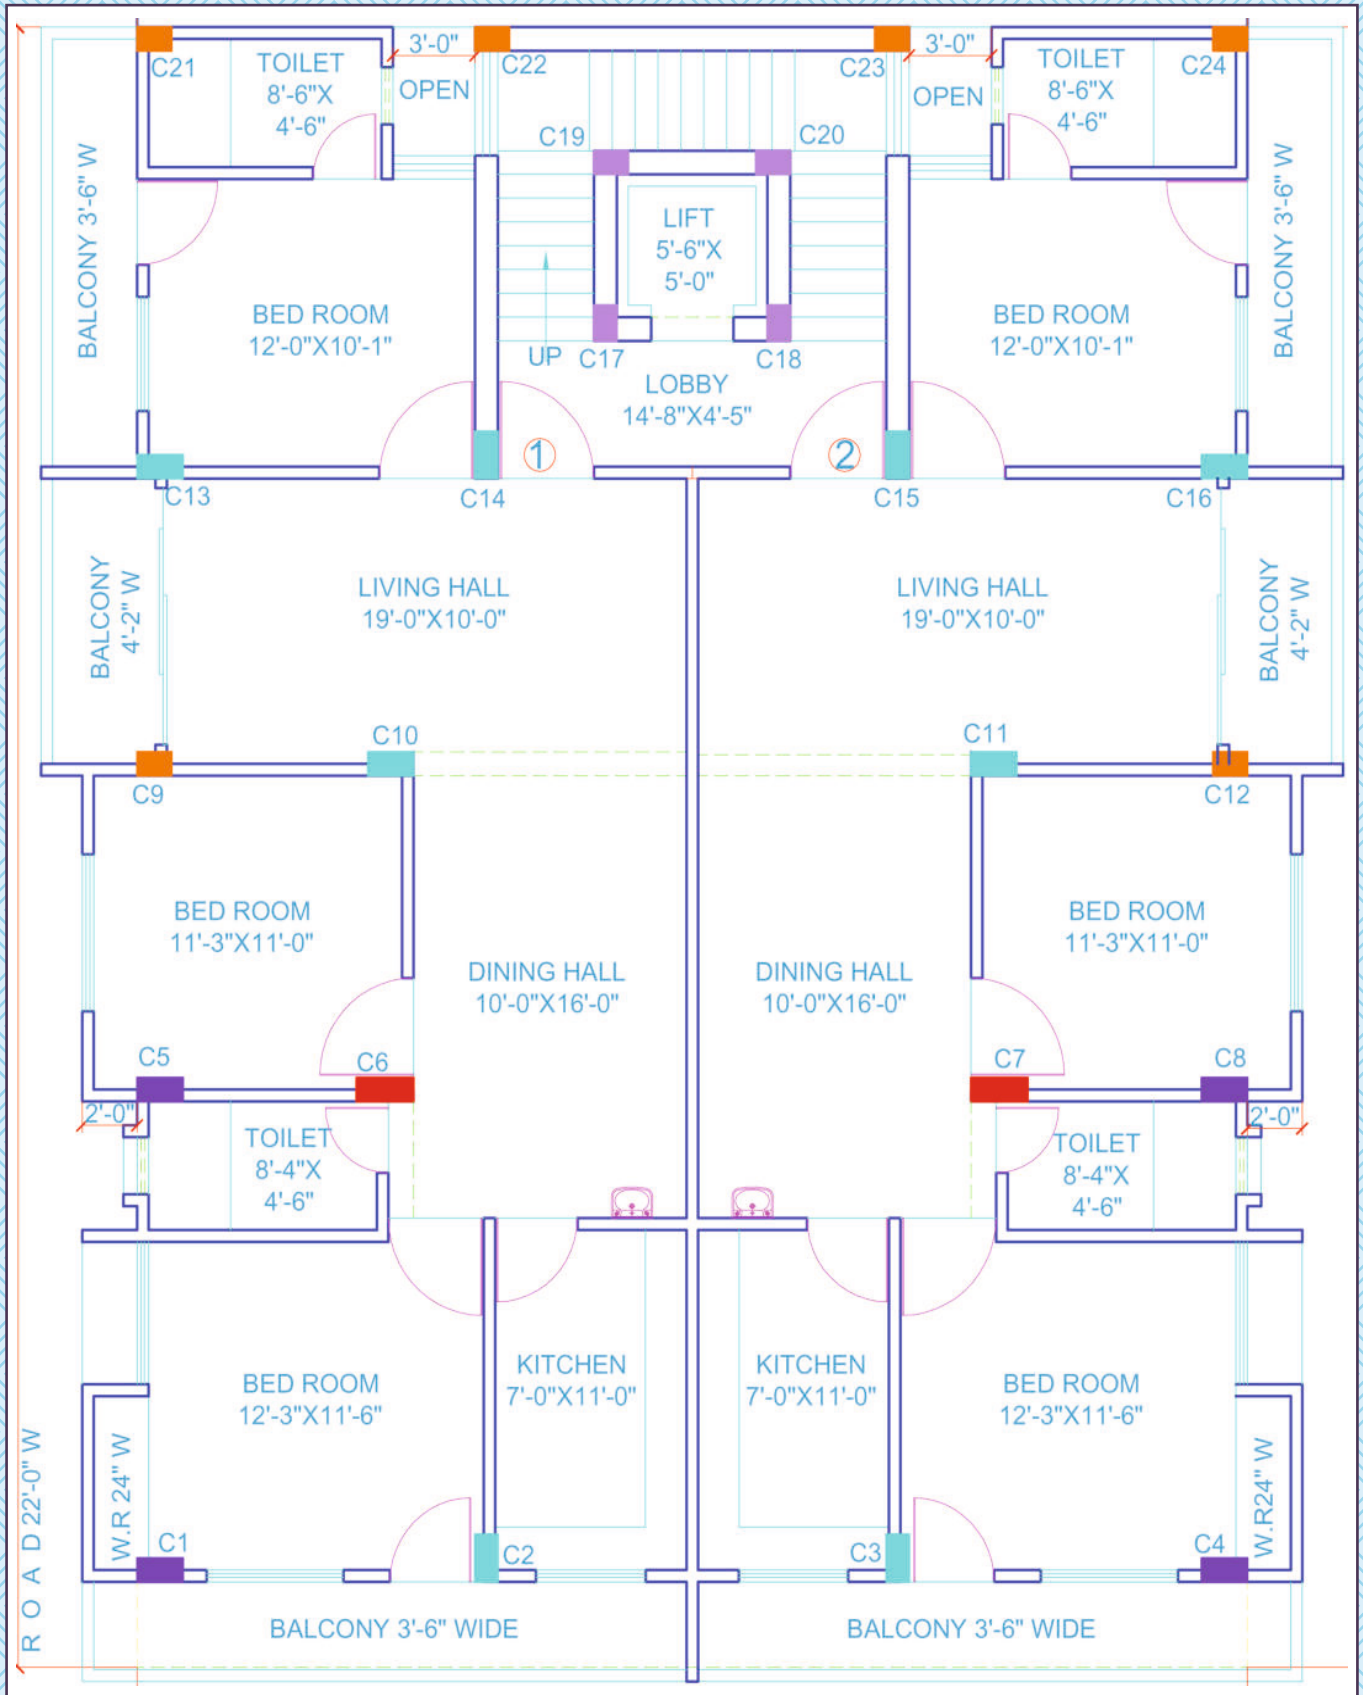 3'-0"
3'-0"
C21
TOILET
8'-6"X
4'-6"
OPEN
C22
C23
OPEN
TOILET
8'-6"X
4'-6"
C24
C19
C20
BALCONY 3'-6" W
LIFT
5'-6"X
5'-0"
BALCONY 3'-6" W
BED ROOM
12'-0"X10'-1"
UP
C17
C18
BED ROOM
12'-0"X10'-1"
LOBBY
14'-8"X4'-5"
1
2
C13
C14
C15
C16
BALCONY
4'-2" W
LIVING HALL
19'-0"X10'-0"
LIVING HALL
19'-0"X10'-0"
BALCONY
4'-2" W
C10
C11
C9
C12
BED ROOM
11'-3"X11'-0"
BED ROOM
11'-3"X11'-0"
DINING HALL
10'-0"X16'-0"
DINING HALL
10'-0"X16'-0"
C5
C6
C7
C8
2'-0"
2'-0"
TOILET
8'-4"X
4'-6"
TOILET
8'-4"X
4'-6"
BED ROOM
12'-3"X11'-6"
KITCHEN
7'-0"X11'-0"
KITCHEN
7'-0"X11'-0"
BED ROOM
12'-3"X11'-6"
ROAD 22'-0" W
W.R 24" W
W.R24" W
C1
C2
C3
C4
BALCONY 3'-6" WIDE
BALCONY 3'-6" WIDE